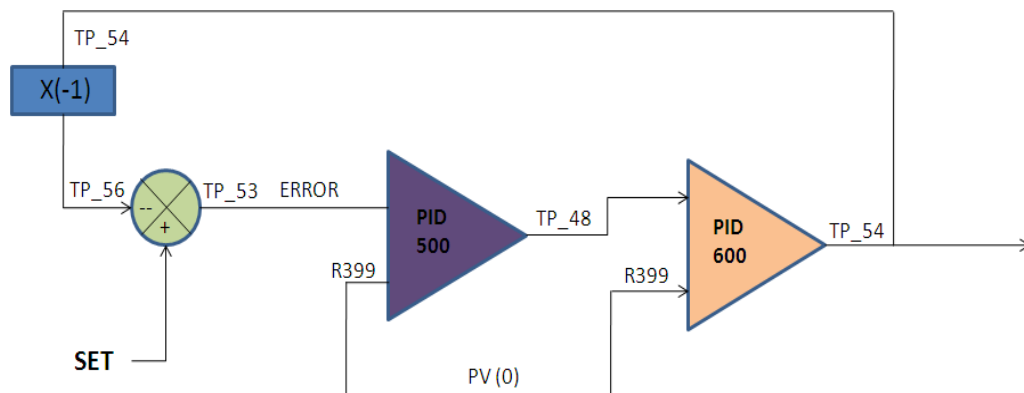 TP_54
X(-1)
TP_56
--
+
TP_53 ERROR
PID
500
R399
TP_48
PID
600
TP_54
R399
SET
PV (0)